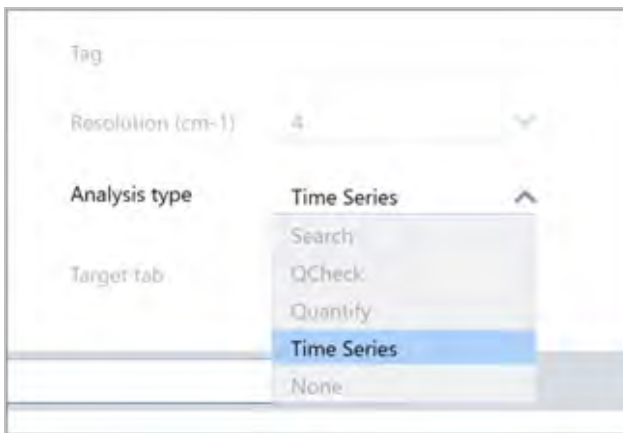 Tag
Resolution (cm-1) 4
Analysis type Time Series
Search
Target tab QCheck
Quantify
Time Series
None